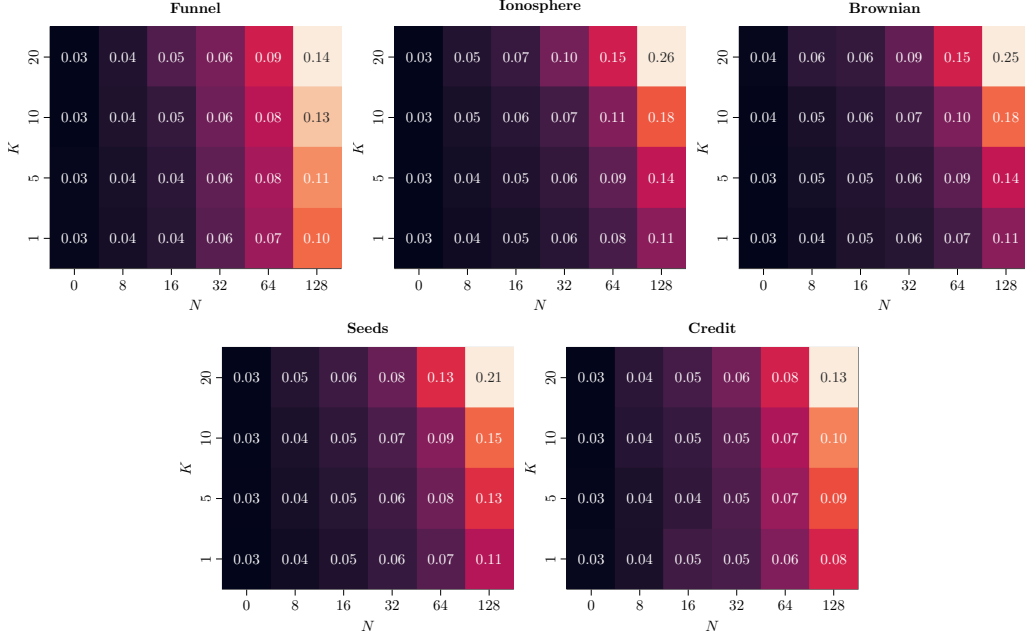 Funnel
Ionosphere
Brownian
20 0.03 0.04 0.05 0.06 0.09 0.14
10 0.03 0.04 0.05 0.06 0.08 0.13
K
5 0.03 0.04 0.04 0.06 0.08 0.11
1 0.03 0.04 0.04 0.06 0.07 0.10
0 8 16 32 64 128
N
20 0.03 0.05 0.07 0.10 0.15 0.26
10 0.03 0.05 0.06 0.07 0.11 0.18
K
5 0.03 0.04 0.05 0.06 0.09 0.14
1 0.03 0.04 0.05 0.06 0.08 0.11
0 8 16 32 64 128
N
20 0.04 0.06 0.06 0.09 0.15 0.25
10 0.04 0.05 0.06 0.07 0.10 0.18
K
5 0.03 0.05 0.05 0.06 0.09 0.14
1 0.03 0.04 0.05 0.06 0.07 0.11
0 8 16 32 64 128
N
Seeds
Credit
20 0.03 0.05 0.06 0.08 0.13 0.21
10 0.03 0.04 0.05 0.07 0.09 0.15
K
5 0.03 0.04 0.05 0.06 0.08 0.13
1 0.03 0.04 0.05 0.06 0.07 0.11
0 8 16 32 64 128
N
20 0.03 0.04 0.05 0.06 0.08 0.13
10 0.03 0.04 0.05 0.05 0.07 0.10
K
5 0.03 0.04 0.04 0.05 0.07 0.09
1 0.03 0.04 0.05 0.05 0.06 0.08
0 8 16 32 64 128
N